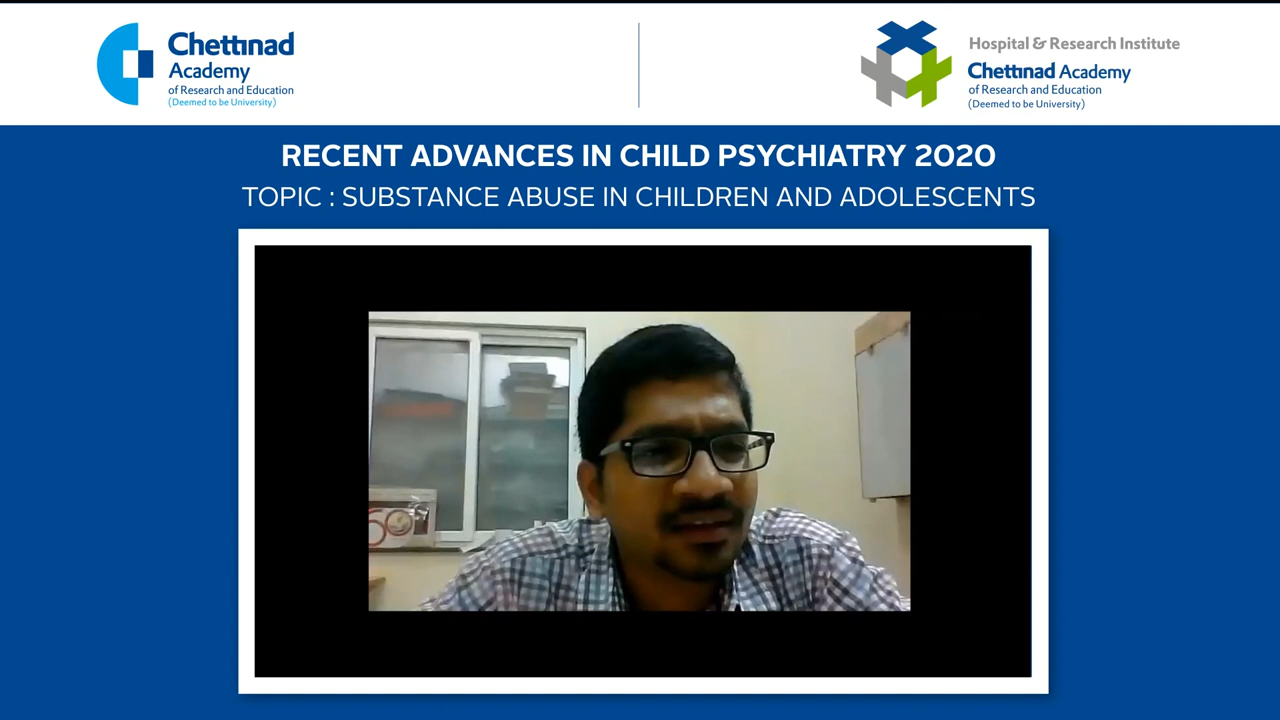 Chettinad
Academy
of Research and Education
(Deemed to be University)
Hospital & Research Institute
Chettinad Academy
of Research and Education
(Deemed to be University)
RECENT ADVANCES IN CHILD PSYCHIATRY 2020
TOPIC : SUBSTANCE ABUSE IN CHILDREN AND ADOLESCENTS